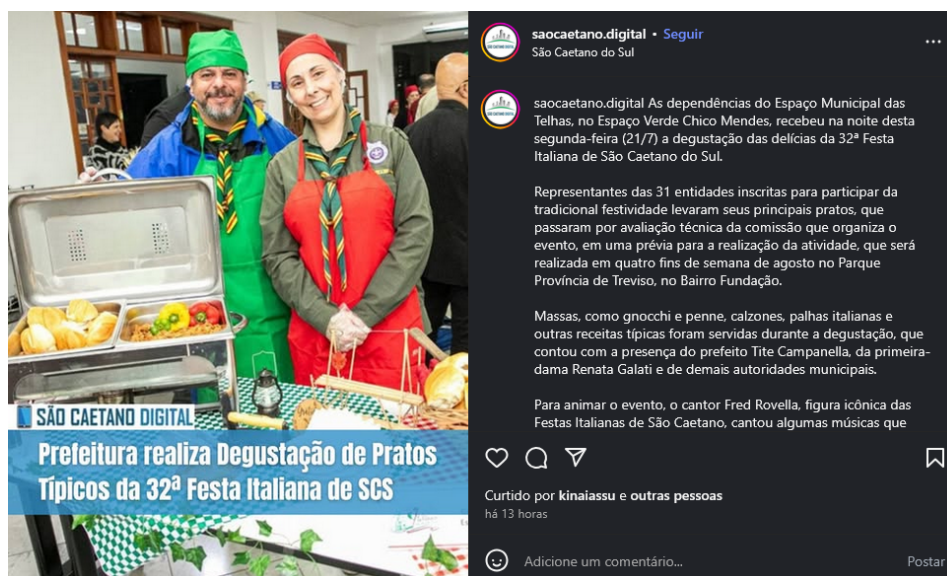 SÃO CAETANO DIGITAL
Prefeitura realiza Degustação de Pratos
Típicos da 32ª Festa Italiana de SCS
saocaetano.digital • Seguir
São Caetano do Sul
saocaetano.digital As dependências do Espaço Municipal das
Telhas, no Espaço Verde Chico Mendes, recebeu na noite desta
segunda-feira (21/7) a degustação das delícias da 32ª Festa
Italiana de São Caetano do Sul.
Representantes das 31 entidades inscritas para participar da
tradicional festividade levaram seus principais pratos, que
passaram por avaliação técnica da comissão que organiza o
evento, em uma prévia para a realização da atividade, que será
realizada em quatro fins de semana de agosto no Parque
Província de Treviso, no Bairro Fundação.
Massas, como gnocchi e penne, calzones, palhas italianas e
outras receitas típicas foram servidas durante a degustação, que
contou com a presença do prefeito Tite Campanella, da primeira-
dama Renata Galati e de demais autoridades municipais.
Para animar o evento, o cantor Fred Rovella, figura icônica das
Festas Italianas de São Caetano, cantou algumas músicas que
Curtido por kinaiassu e outras pessoas
há 13 horas
Adicione um comentário...
Postar